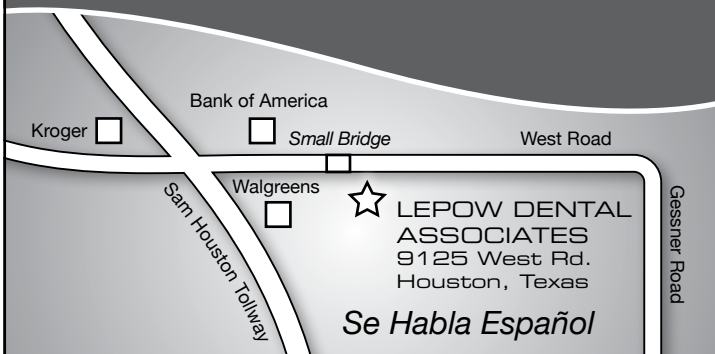 Bank of America
Kroger
Small Bridge
West Road
Walgreens
Sam Houston Tollway
Gessner Road
LEPOW DENTAL
ASSOCIATES
9125 West Rd.
Houston, Texas
Se Habla Español